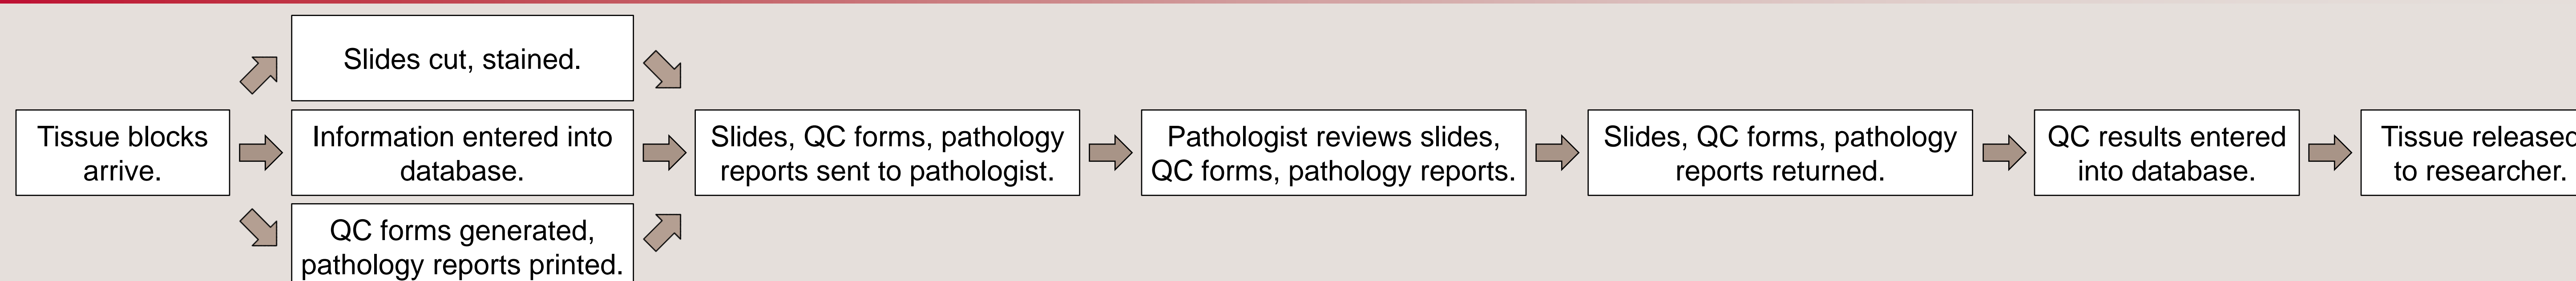 Tissue blocks
arrive.
Slides cut, stained.
Information entered into
database.
QC forms generated,
pathology reports printed.
Slides, QC forms, pathology
reports sent to pathologist.
Pathologist reviews slides,
QC forms, pathology reports.
Slides, QC forms, pathology
reports returned.
QC results entered
into database.
Tissue released
to researcher.